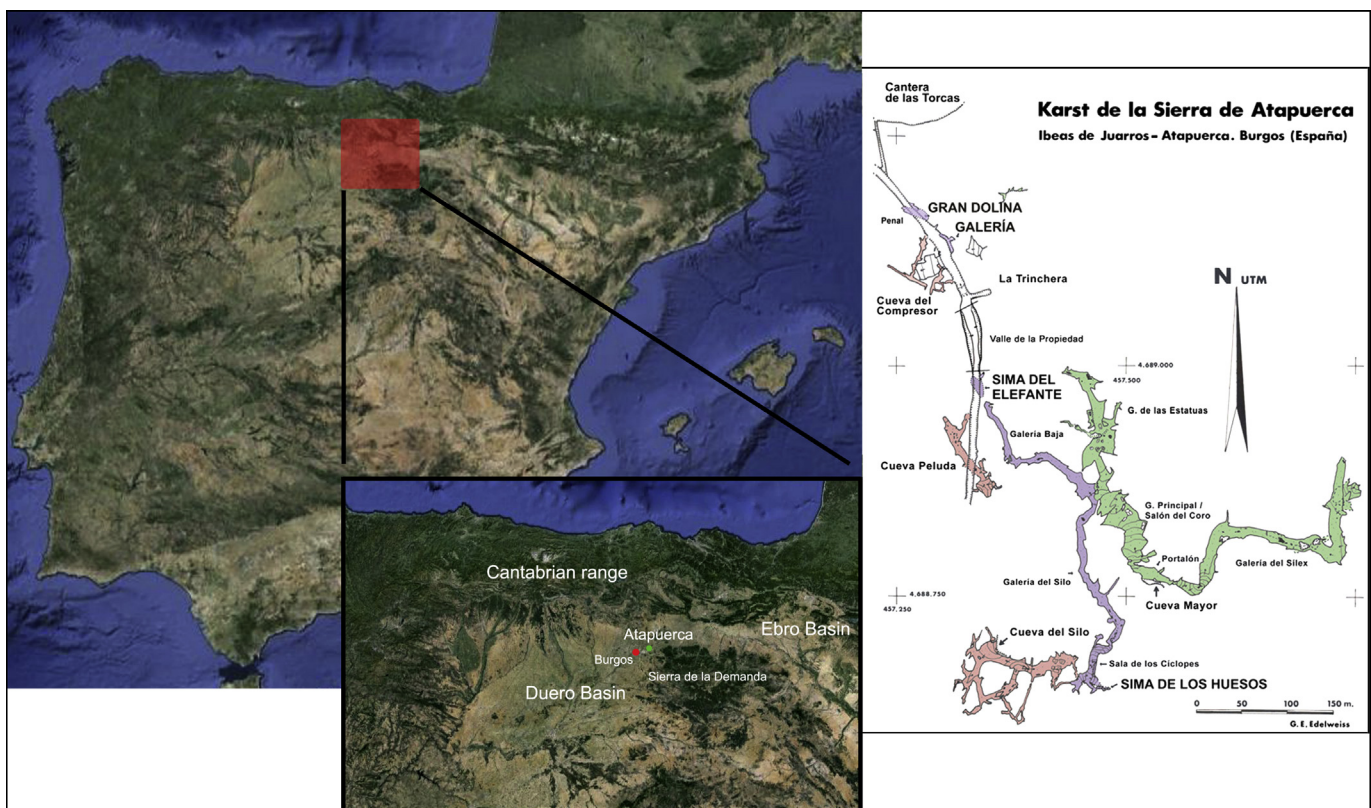 Cantabrian range
Ebro Basin
Atapuerca
Burgos
Sierra de la Demanda
Duero Basin
Karst de la Sierra de Atapuerca
Ibeas de Juarros – Atapuerca. Burgos (España)
Cantera
de las Torcas
GRAN DOLINA
Penal
GALERÍA
La Trinchera
Cueva del
Compresor
N UTM
Valle de la Propiedad
4.689.000
457.500
SIMA DEL
ELEFANTE
G. de las Estatuas
Galería Baja
Cueva Peluda
G. Principal /
Salón del Coro
Portalón
Galería del Sílex
Galería del Silo
Cueva Mayor
4.688.750
457.250
Cueva del Silo
Sala de los Cíclopes
SIMA DE LOS HUESOS
0 50 100 150 m.
G. E. Edelweiss